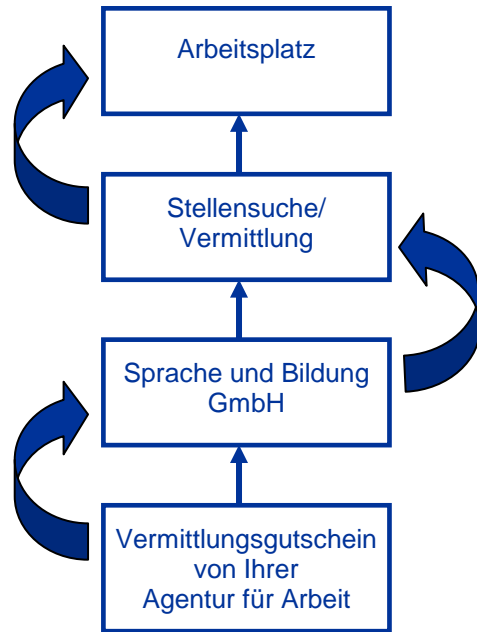 Arbeitsplatz
Stellensuche/
Vermittlung
Sprache und Bildung
GmbH
Vermittlungsgutschein
von Ihrer
Agentur für Arbeit